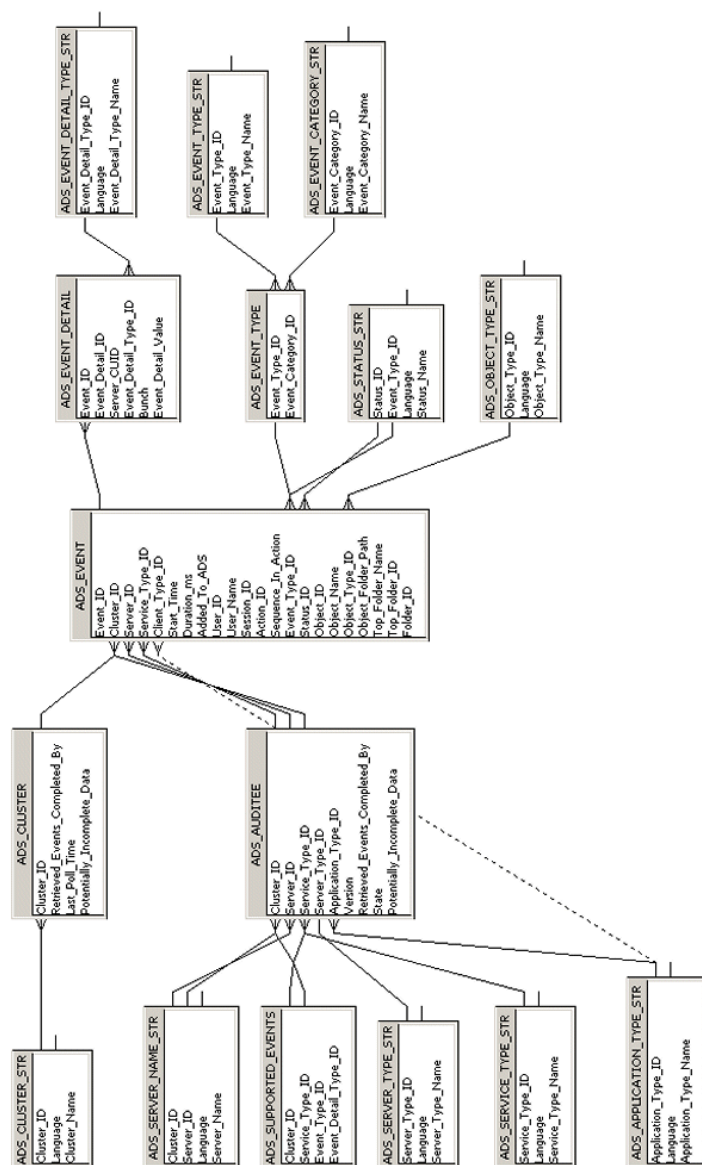 ADS_CLUSTER_STR
Cluster_ID
Language
Cluster_Name
ADS_SERVER_NAME_STR
Cluster_ID
Server_ID
Language
Server_Name
ADS_SUPPORTED_EVENTS
Cluster_ID
Service_Type_ID
Event_Type_ID
Event_Detail_Type_ID
ADS_SERVER_TYPE_STR
Server_Type_ID
Language
Server_Type_Name
ADS_SERVICE_TYPE_STR
Service_Type_ID
Language
Service_Type_Name
ADS_APPLICATION_TYPE_STR
Application_Type_ID
Language
Application_Type_Name
ADS_CLUSTER
Cluster_ID
Retrieved_Events_Completed_By
Last_Poll_Time
Potentially_Incomplete_Data
ADS_AUDITEE
Cluster_ID
Server_ID
Service_Type_ID
Server_Type_ID
Application_Type_ID
Version
Retrieved_Events_Completed_By
State
Potentially_Incomplete_Data
ADS_EVENT
Event_ID
Cluster_ID
Server_ID
Service_Type_ID
Client_Type_ID
Start_Time
Duration_ms
Added_To_ADS
User_ID
User_Name
Session_ID
Action_ID
Sequence_In_Action
Event_Type_ID
Status_ID
Object_ID
Object_Name
Object_Type_ID
Object_Folder_Path
Top_Folder_Name
Top_Folder_ID
Folder_ID
ADS_EVENT_DETAIL
Event_ID
Event_Detail_ID
Server_CUID
Event_Detail_Type_ID
Bunch
Event_Detail_Value
ADS_EVENT_TYPE
Event_Type_ID
Event_Category_ID
ADS_STATUS_STR
Status_ID
Event_Type_ID
Language
Status_Name
ADS_OBJECT_TYPE_STR
Object_Type_ID
Language
Object_Type_Name
ADS_EVENT_DETAIL_TYPE_STR
Event_Detail_Type_ID
Language
Event_Detail_Type_Name
ADS_EVENT_TYPE_STR
Event_Type_ID
Language
Event_Type_Name
ADS_EVENT_CATEGORY_STR
Event_Category_ID
Language
Event_Category_Name